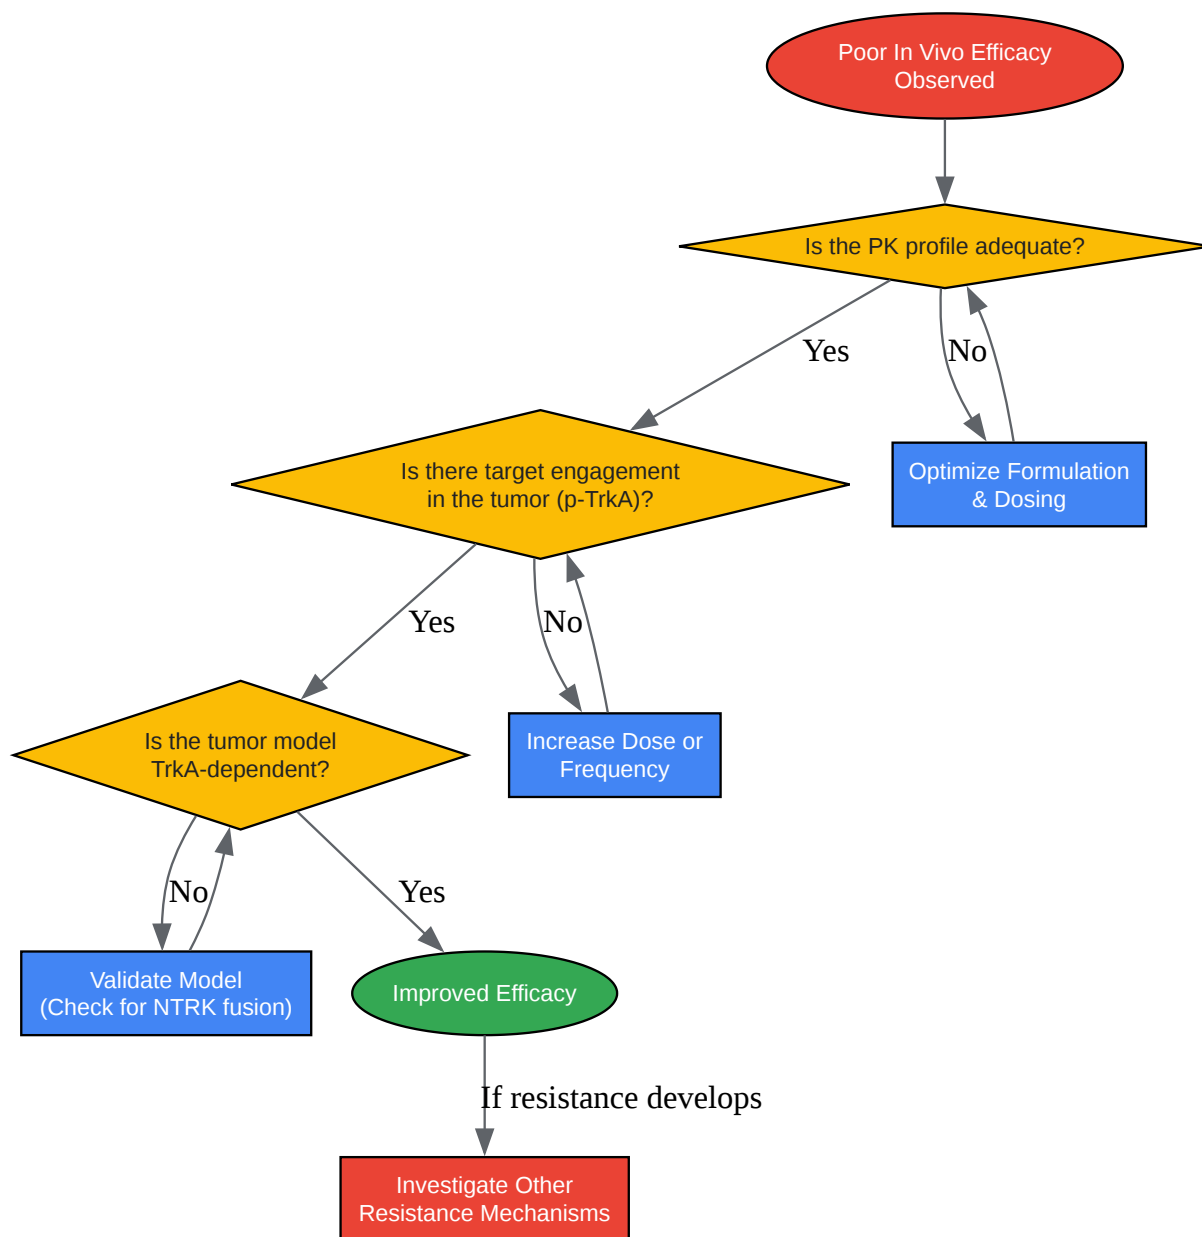 Poor In Vivo Efficacy
Observed
Is the PK profile adequate?
Yes
No
Is there target engagement
in the tumor (p-TrkA)?
Optimize Formulation
& Dosing
Yes
No
Is the tumor model
TrkA-dependent?
Increase Dose or
Frequency
No
Yes
Validate Model
(Check for NTRK fusion)
Improved Efficacy
If resistance develops
Investigate Other
Resistance Mechanisms